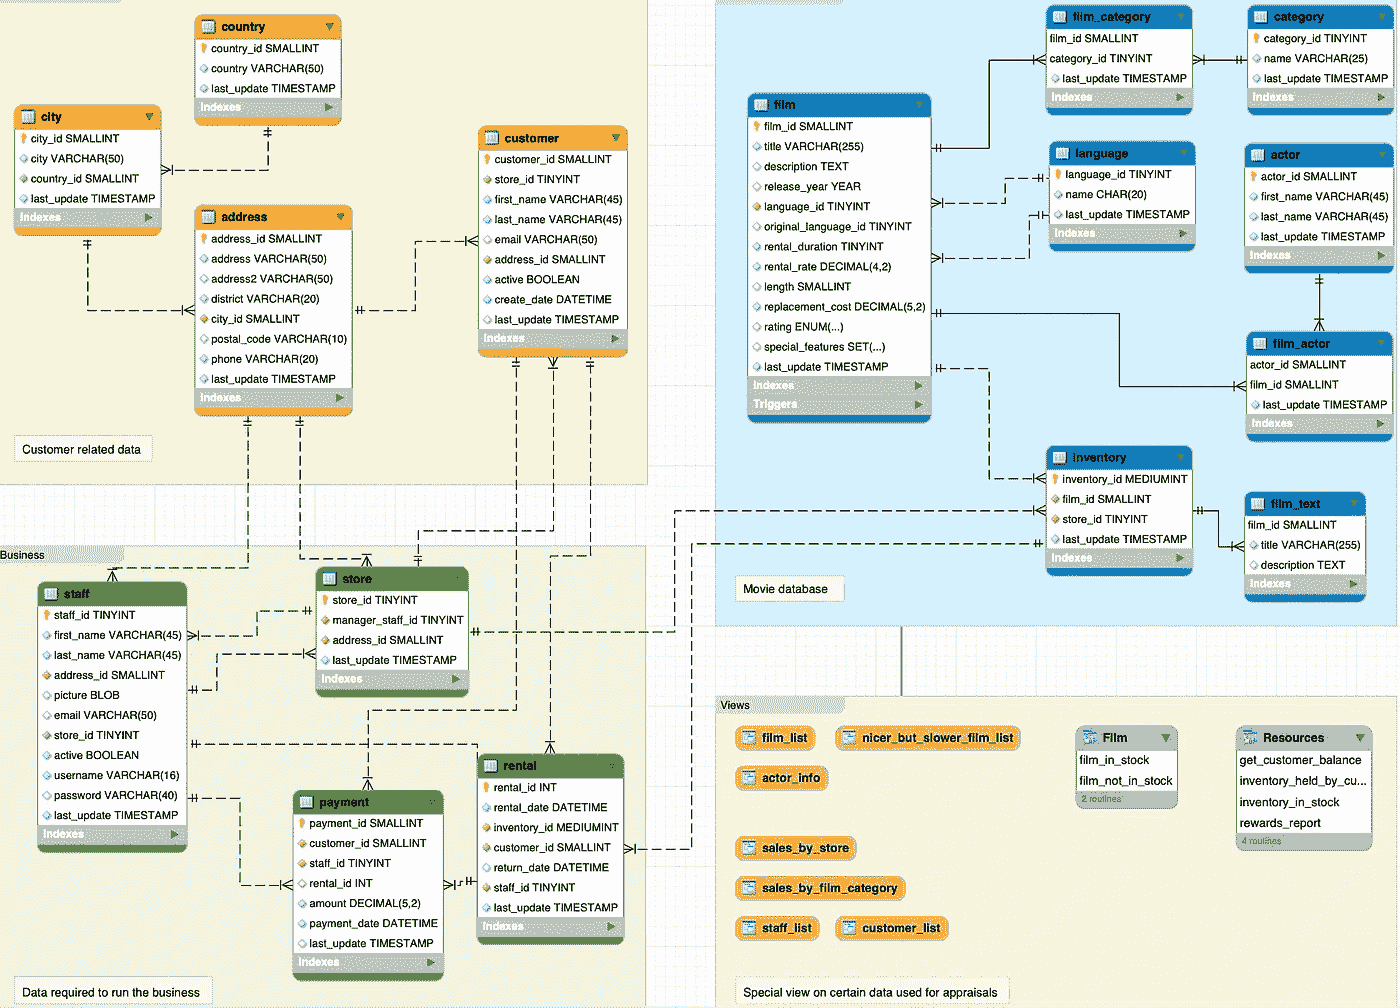 country
country_id SMALLINT
country VARCHAR(50)
last_update TIMESTAMP
Indexes
city
city_id SMALLINT
city VARCHAR(50)
country_id SMALLINT
last_update TIMESTAMP
Indexes
address
address_id SMALLINT
address VARCHAR(50)
address2 VARCHAR(50)
district VARCHAR(20)
city_id SMALLINT
postal_code VARCHAR(10)
phone VARCHAR(20)
last_update TIMESTAMP
Indexes
customer
customer_id SMALLINT
store_id TINYINT
first_name VARCHAR(45)
last_name VARCHAR(45)
email VARCHAR(50)
address_id SMALLINT
active BOOLEAN
create_date DATETIME
last_update TIMESTAMP
Indexes
Customer related data
film
film_id SMALLINT
title VARCHAR(255)
description TEXT
release_year YEAR
language_id TINYINT
original_language_id TINYINT
rental_duration TINYINT
rental_rate DECIMAL(4,2)
length SMALLINT
replacement_cost DECIMAL(5,2)
rating ENUM(...)
special_features SET(...)
last_update TIMESTAMP
Indexes
Triggers
film_category
film_id SMALLINT
category_id TINYINT
last_update TIMESTAMP
Indexes
category
category_id TINYINT
name VARCHAR(25)
last_update TIMESTAMP
Indexes
language
language_id TINYINT
name CHAR(20)
last_update TIMESTAMP
Indexes
actor
actor_id SMALLINT
first_name VARCHAR(45)
last_name VARCHAR(45)
last_update TIMESTAMP
Indexes
film_actor
actor_id SMALLINT
film_id SMALLINT
last_update TIMESTAMP
Indexes
inventory
inventory_id MEDIUMINT
film_id SMALLINT
store_id TINYINT
last_update TIMESTAMP
Indexes
film_text
film_id SMALLINT
title VARCHAR(255)
description TEXT
Indexes
Movie database
Business
staff
staff_id TINYINT
first_name VARCHAR(45)
last_name VARCHAR(45)
address_id SMALLINT
picture BLOB
email VARCHAR(50)
store_id TINYINT
active BOOLEAN
username VARCHAR(16)
password VARCHAR(40)
last_update TIMESTAMP
Indexes
store
store_id TINYINT
manager_staff_id TINYINT
address_id SMALLINT
last_update TIMESTAMP
Indexes
payment
payment_id SMALLINT
customer_id SMALLINT
staff_id TINYINT
rental_id INT
amount DECIMAL(5,2)
payment_date DATETIME
last_update TIMESTAMP
Indexes
rental
rental_id INT
rental_date DATETIME
inventory_id MEDIUMINT
customer_id SMALLINT
return_date DATETIME
staff_id TINYINT
last_update TIMESTAMP
Indexes
Data required to run the business
Views
film_list
nicer_but_slower_film_list
actor_info
sales_by_store
sales_by_film_category
staff_list
customer_list
Film
film_in_stock
film_not_in_stock
2 routines
Resources
get_customer_balance
inventory_held_by_cu...
inventory_in_stock
rewards_report
4 routines
Special view on certain data used for appraisals